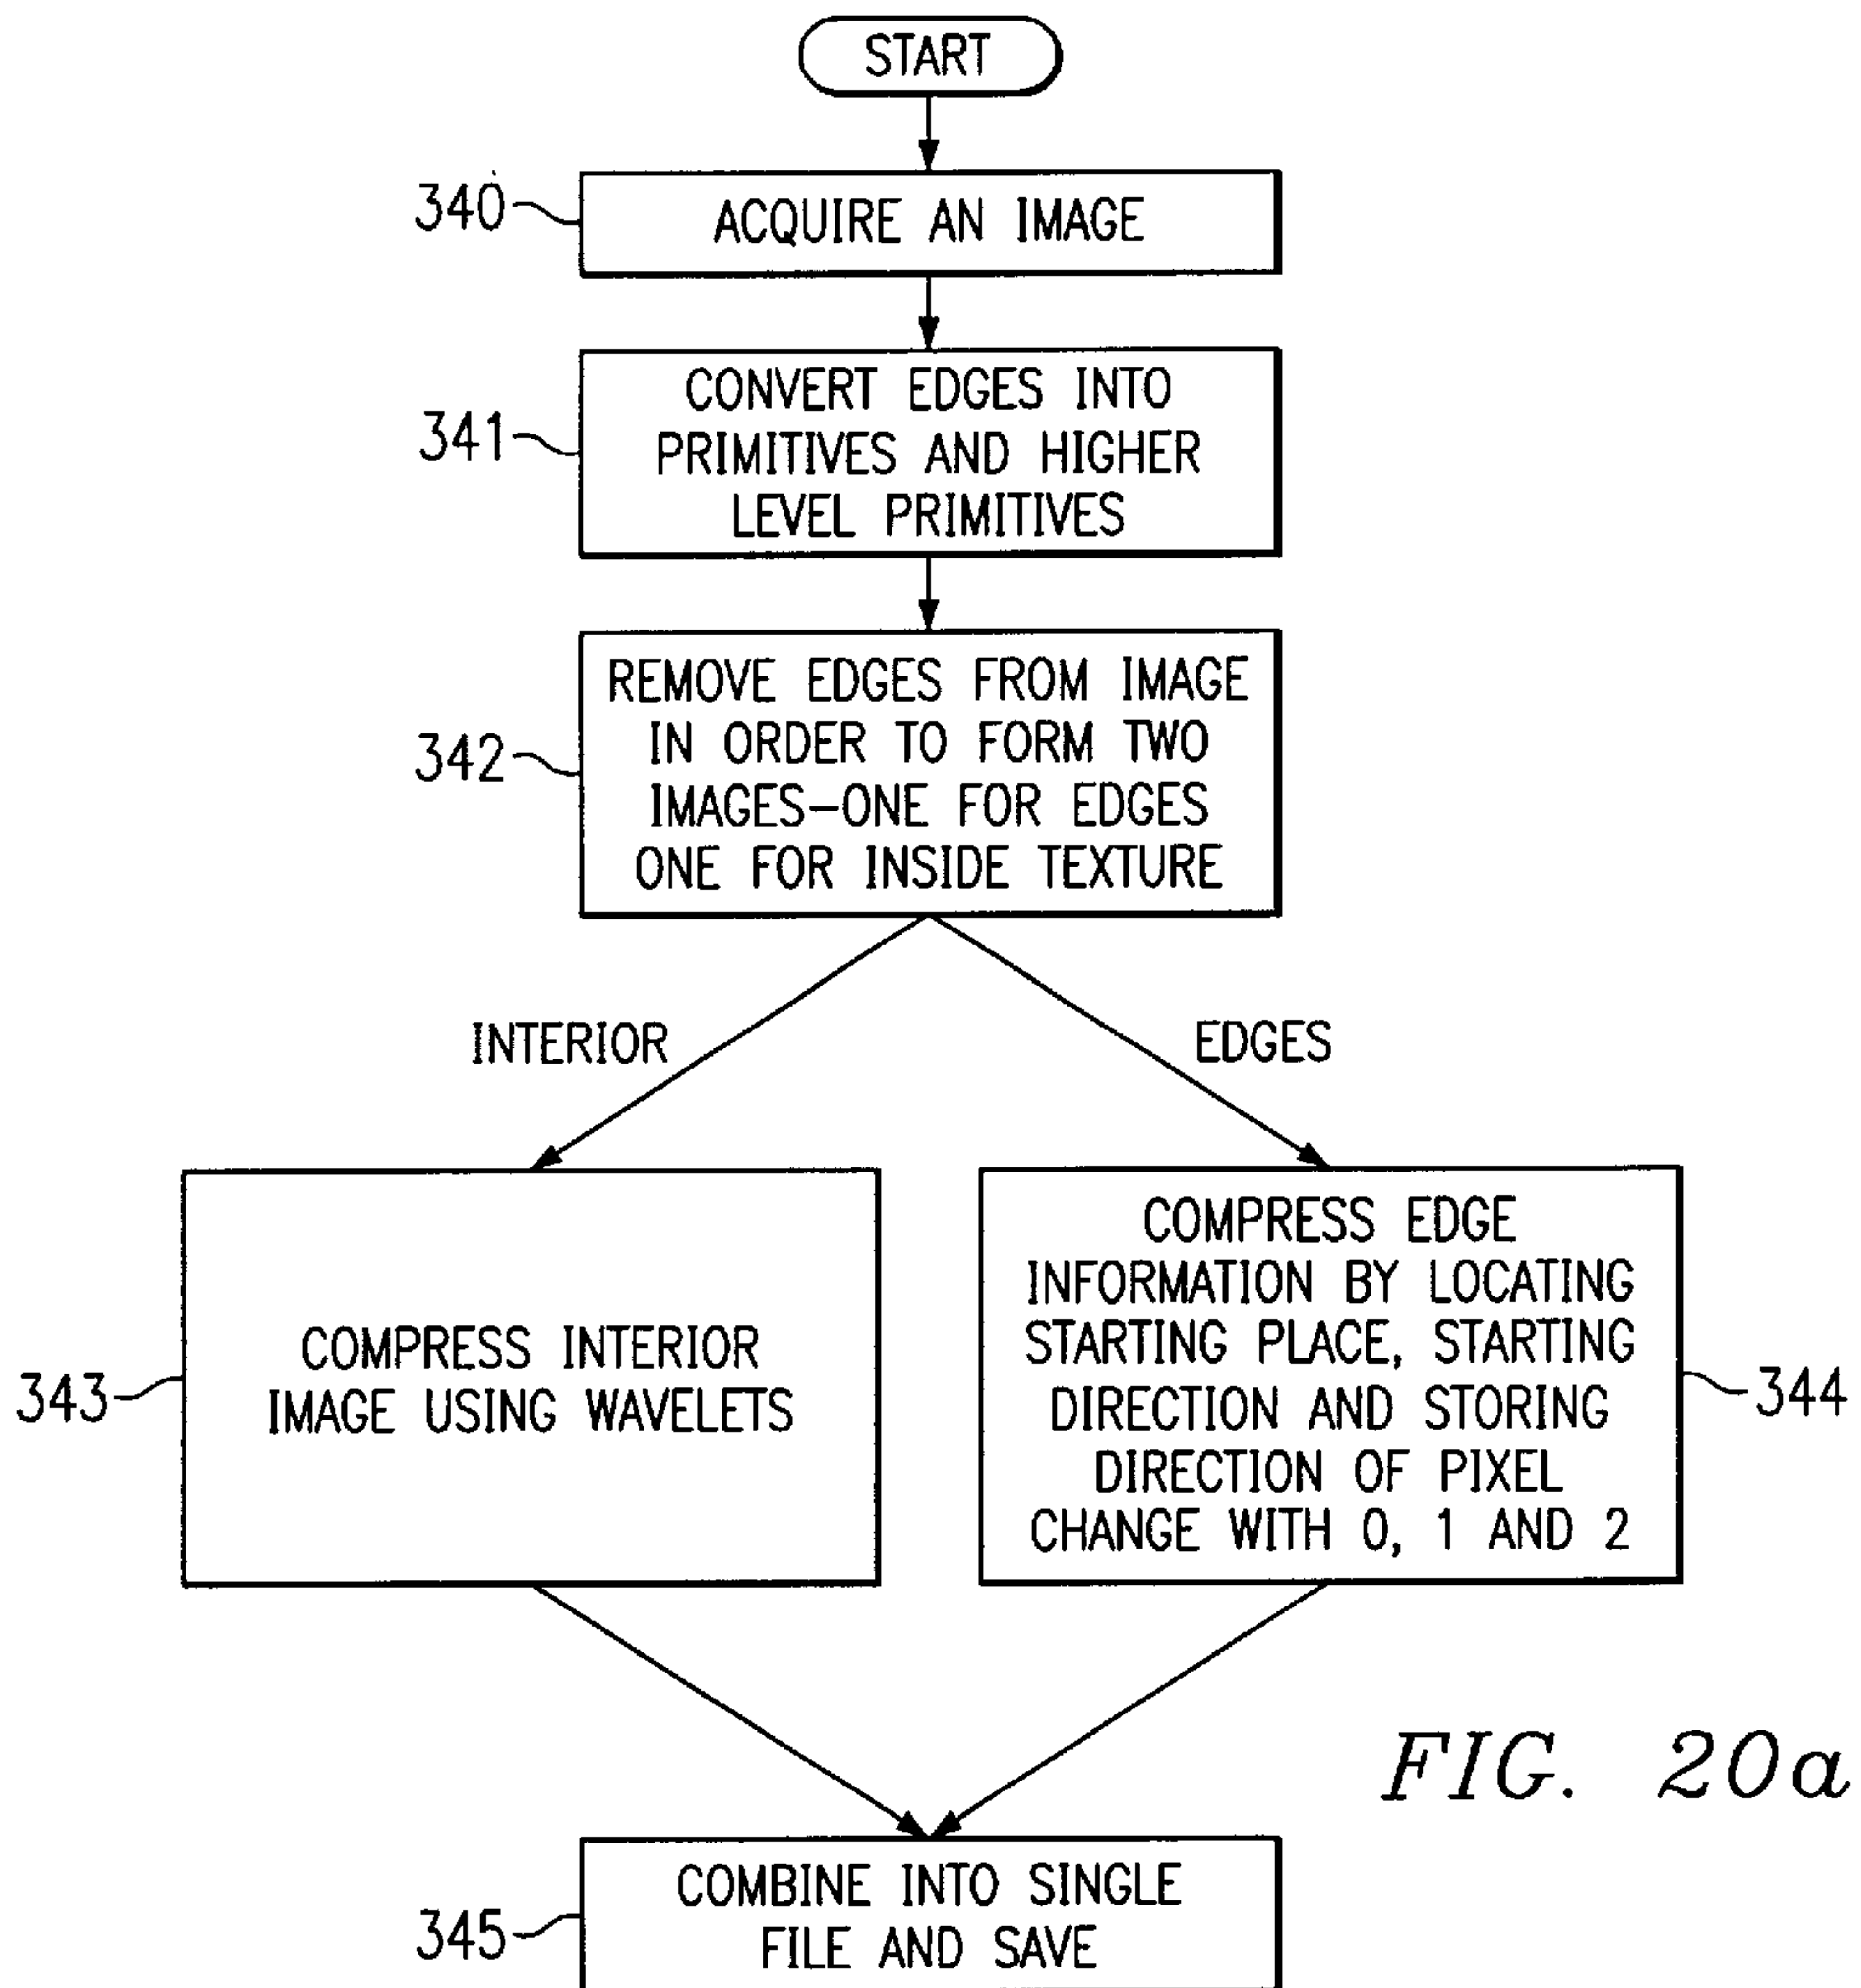 START
340
ACQUIRE AN IMAGE
341
CONVERT EDGES INTO
PRIMITIVES AND HIGHER
LEVEL PRIMITIVES
342
REMOVE EDGES FROM IMAGE
IN ORDER TO FORM TWO
IMAGES-ONE FOR EDGES
ONE FOR INSIDE TEXTURE
INTERIOR
EDGES
343
COMPRESS INTERIOR
IMAGE USING WAVELETS
COMPRESS EDGE
INFORMATION BY LOCATING
STARTING PLACE, STARTING
DIRECTION AND STORING
DIRECTION OF PIXEL
CHANGE WITH 0, 1 AND 2
344
FIG. 20a
345
COMBINE INTO SINGLE
FILE AND SAVE